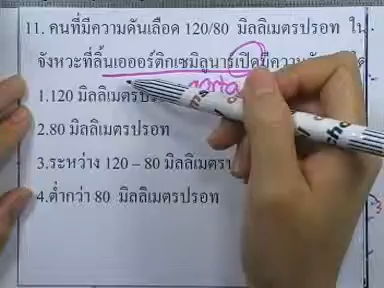 11. คนที่มีความดันเลือด 120/80 มิลลิเมตรปรอท ใน
จังหวะที่ลิ้นเอออร์ติกเซมิลูนาร์เปิดมีความ
1.120 มิลลิเมตร
2.80 มิลลิเมตรปรอท
3.ระหว่าง 120 – 80 มิลลิเมตร
4.ต่ำกว่า 80 มิลลิเมตรปรอท